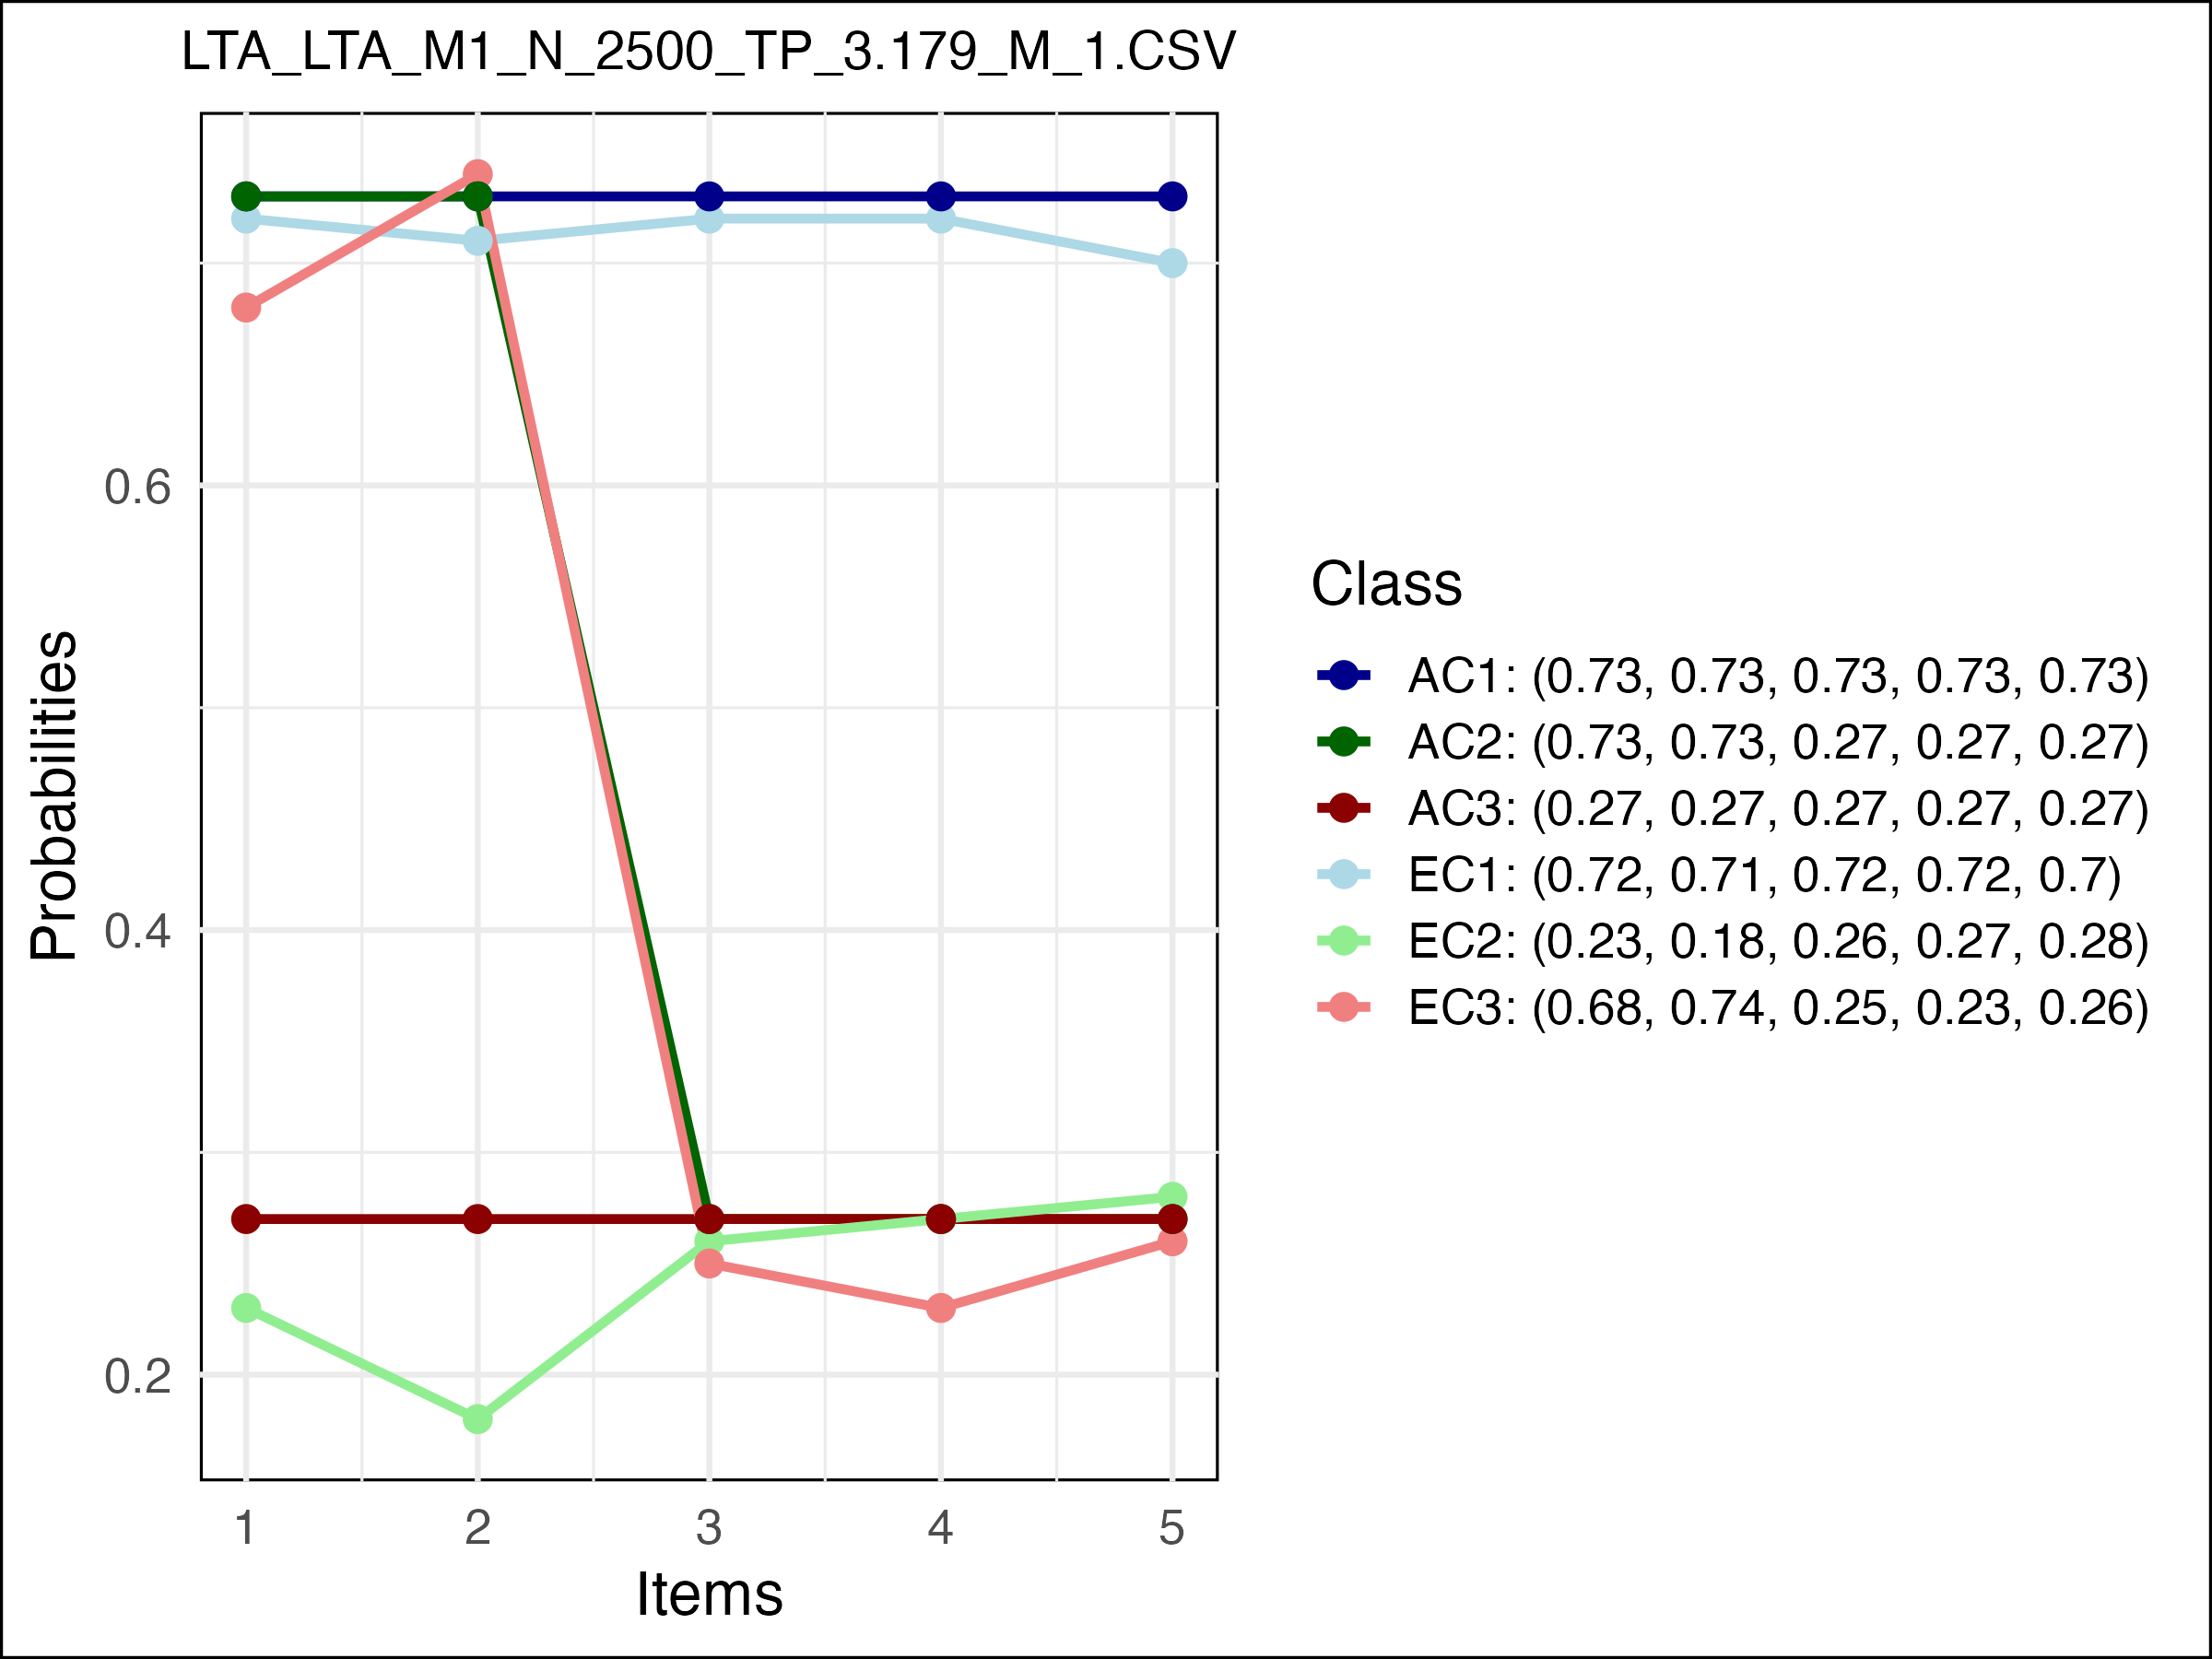 LTA_LTA_M1_N_2500_TP_3.179_M_1.CSV
Probabilities
0.6
0.4
0.2
1 2 3 4 5
Items
Class
AC1: (0.73, 0.73, 0.73, 0.73, 0.73)
AC2: (0.73, 0.73, 0.27, 0.27, 0.27)
AC3: (0.27, 0.27, 0.27, 0.27, 0.27)
EC1: (0.72, 0.71, 0.72, 0.72, 0.7)
EC2: (0.23, 0.18, 0.26, 0.27, 0.28)
EC3: (0.68, 0.74, 0.25, 0.23, 0.26)